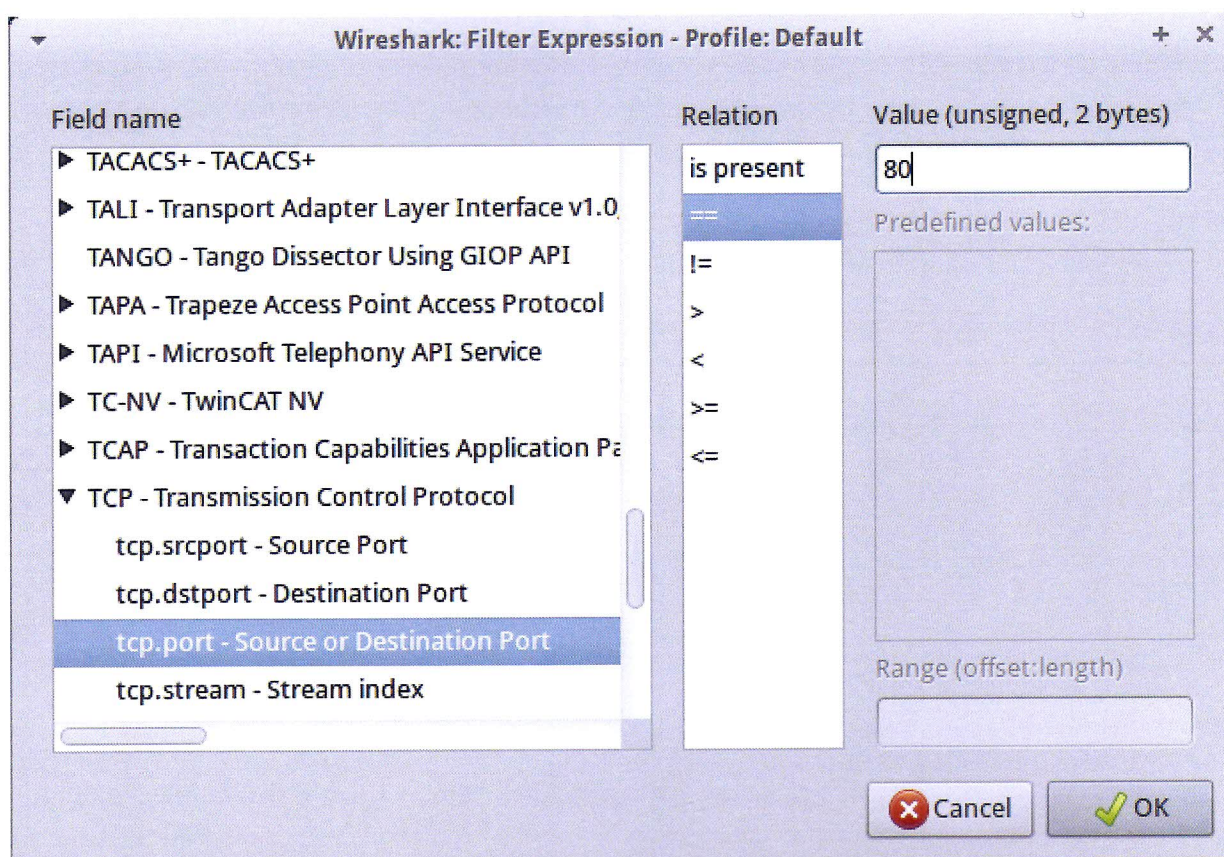 Wireshark: Filter Expression - Profile: Default
Field name
TACACS+ - TACACS+
TALI - Transport Adapter Layer Interface v1.0
TANGO - Tango Dissector Using GIOP API
TAPA - Trapeze Access Point Access Protocol
TAPI - Microsoft Telephony API Service
TC-NV - TwinCAT NV
TCAP - Transaction Capabilities Application Pa
TCP - Transmission Control Protocol
tcp.srcport - Source Port
tcp.dstport - Destination Port
tcp.port - Source or Destination Port
tcp.stream - Stream index
Relation
is present
==
!=
>
<
>=
<=
Value (unsigned, 2 bytes)
80
Predefined values:
Range (offset:length)
Cancel
OK